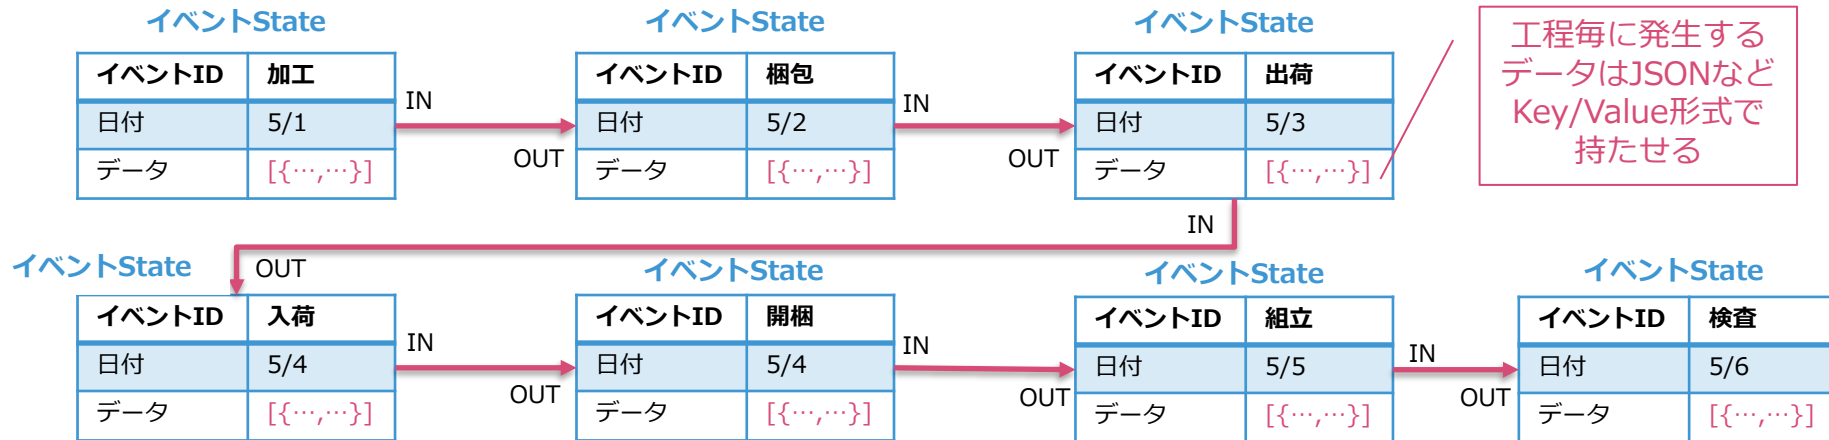 イベントState
イベントState
イベントState
イベントID 加工
日付 5/1
データ [{…,…}]
IN
OUT
イベントID 梱包
日付 5/2
データ [{…,…}]
IN
OUT
イベントID 出荷
日付 5/3
データ [{…,…}]
工程毎に発生する
データはJSONなど
Key/Value形式で
持たせる
IN
OUT
イベントState
イベントState
イベントState
イベントState
イベントID 入荷
日付 5/4
データ [{…,…}]
IN
OUT
イベントID 開梱
日付 5/4
データ [{…,…}]
IN
OUT
イベントID 組立
日付 5/5
データ [{…,…}]
IN
OUT
イベントID 検査
日付 5/6
データ [{…,…}]